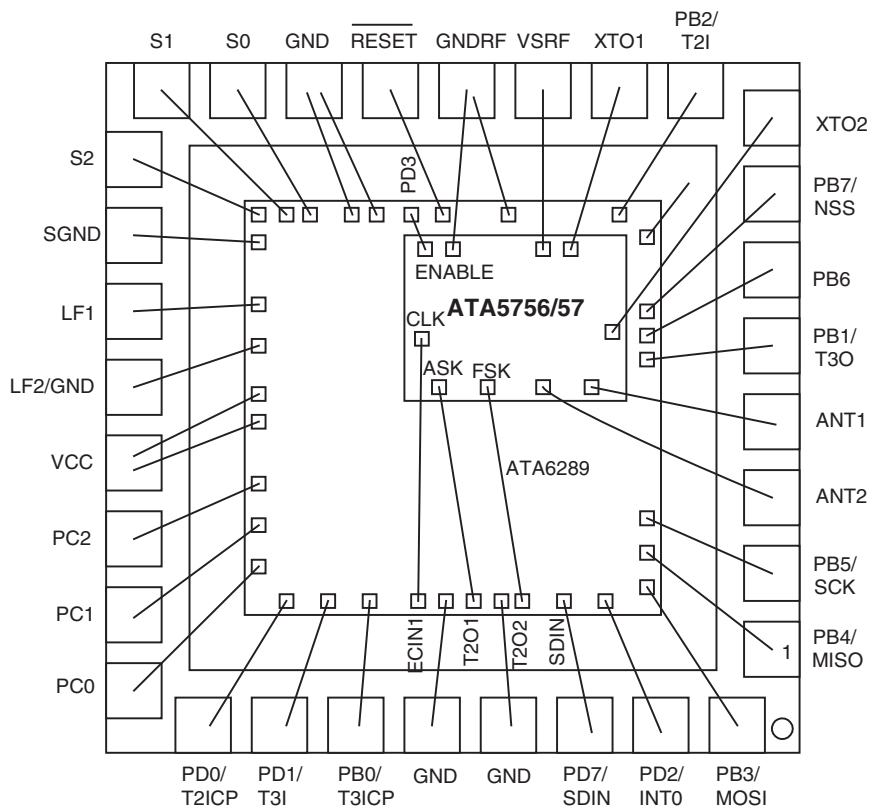 S1
S0
GND
RESET
GNDRF
VSRF
XTO1
PB2/
T2I
XTO2
PB7/
NSS
PB6
PB1/
T3O
ANT1
ANT2
PB5/
SCK
PB4/
MISO
1
S2
SGND
LF1
LF2/GND
VCC
PC2
PC1
PC0
PD3
ENABLE
ATA5756/57
CLK
ASK
FSK
ATA6289
ECIN1
T2O1
T2O2
SDIN
PD0/
T2ICP
PD1/
T3I
PB0/
T3ICP
GND
GND
PD7/
SDIN
PD2/
INT0
PB3/
MOSI